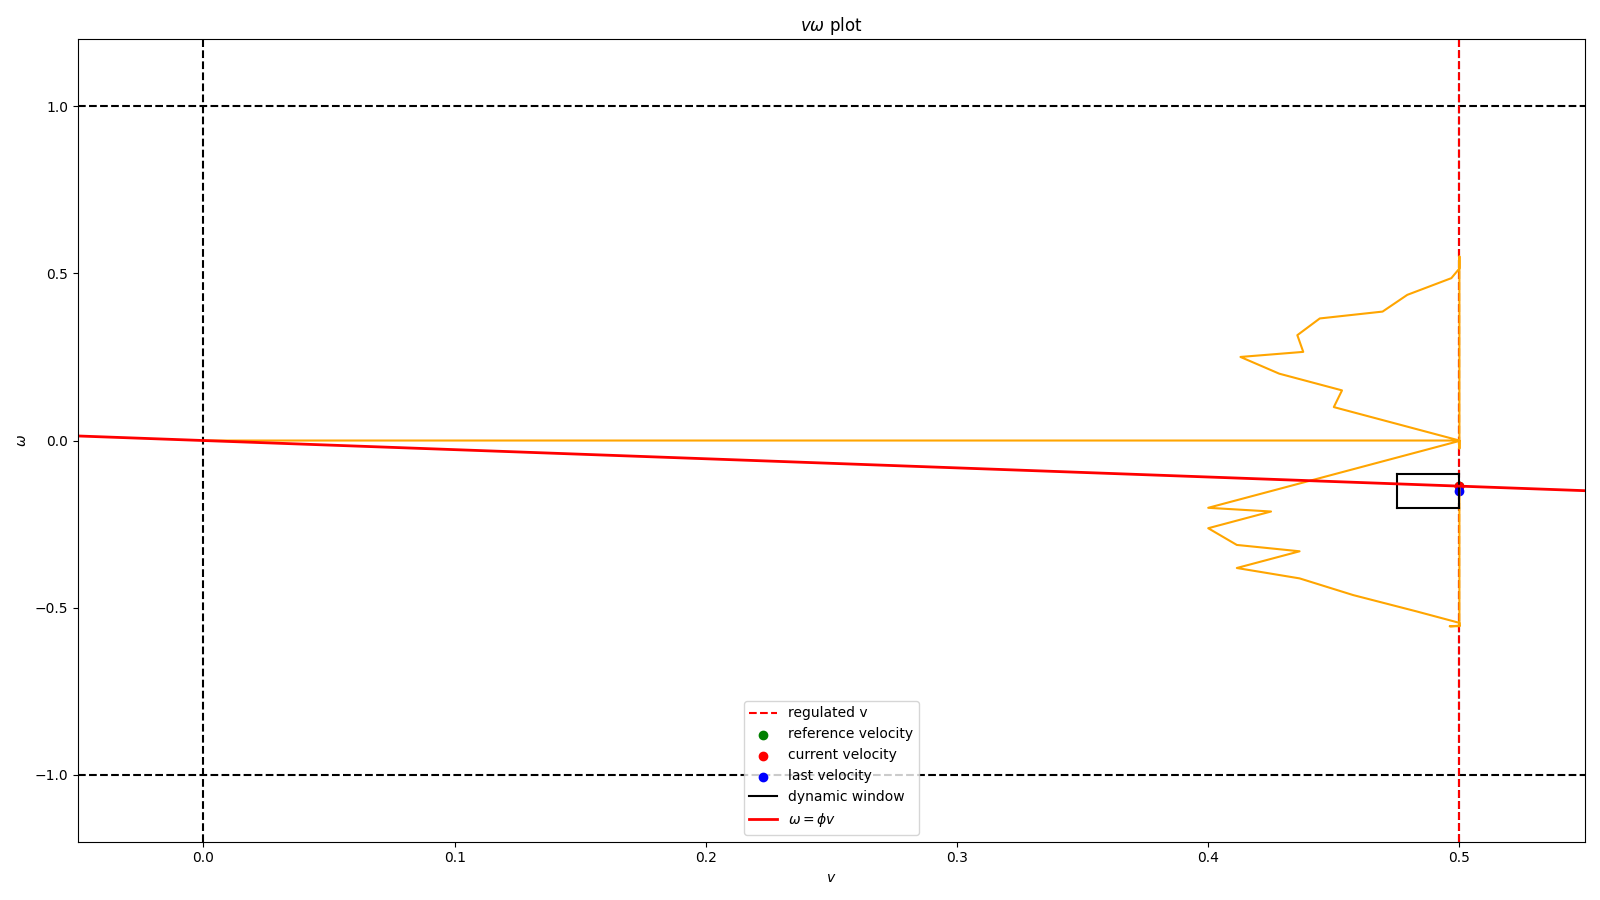 vω plot
1.0
0.5
0.0
−0.5
−1.0
ω
regulated v
reference velocity
current velocity
last velocity
dynamic window
ω = ϕv
0.0 0.1 0.2 0.3 0.4 0.5
v